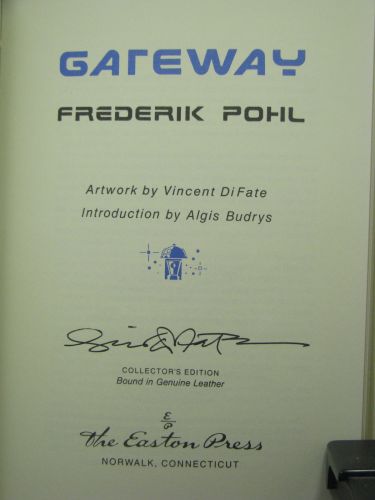 GATEWAY
FREDERIK POHL
Artwork by Vincent DiFate
Introduction by Algis Budrys
COLLECTOR'S EDITION
Bound in Genuine Leather
E
P
The Easton Press
NORWALK, CONNECTICUT